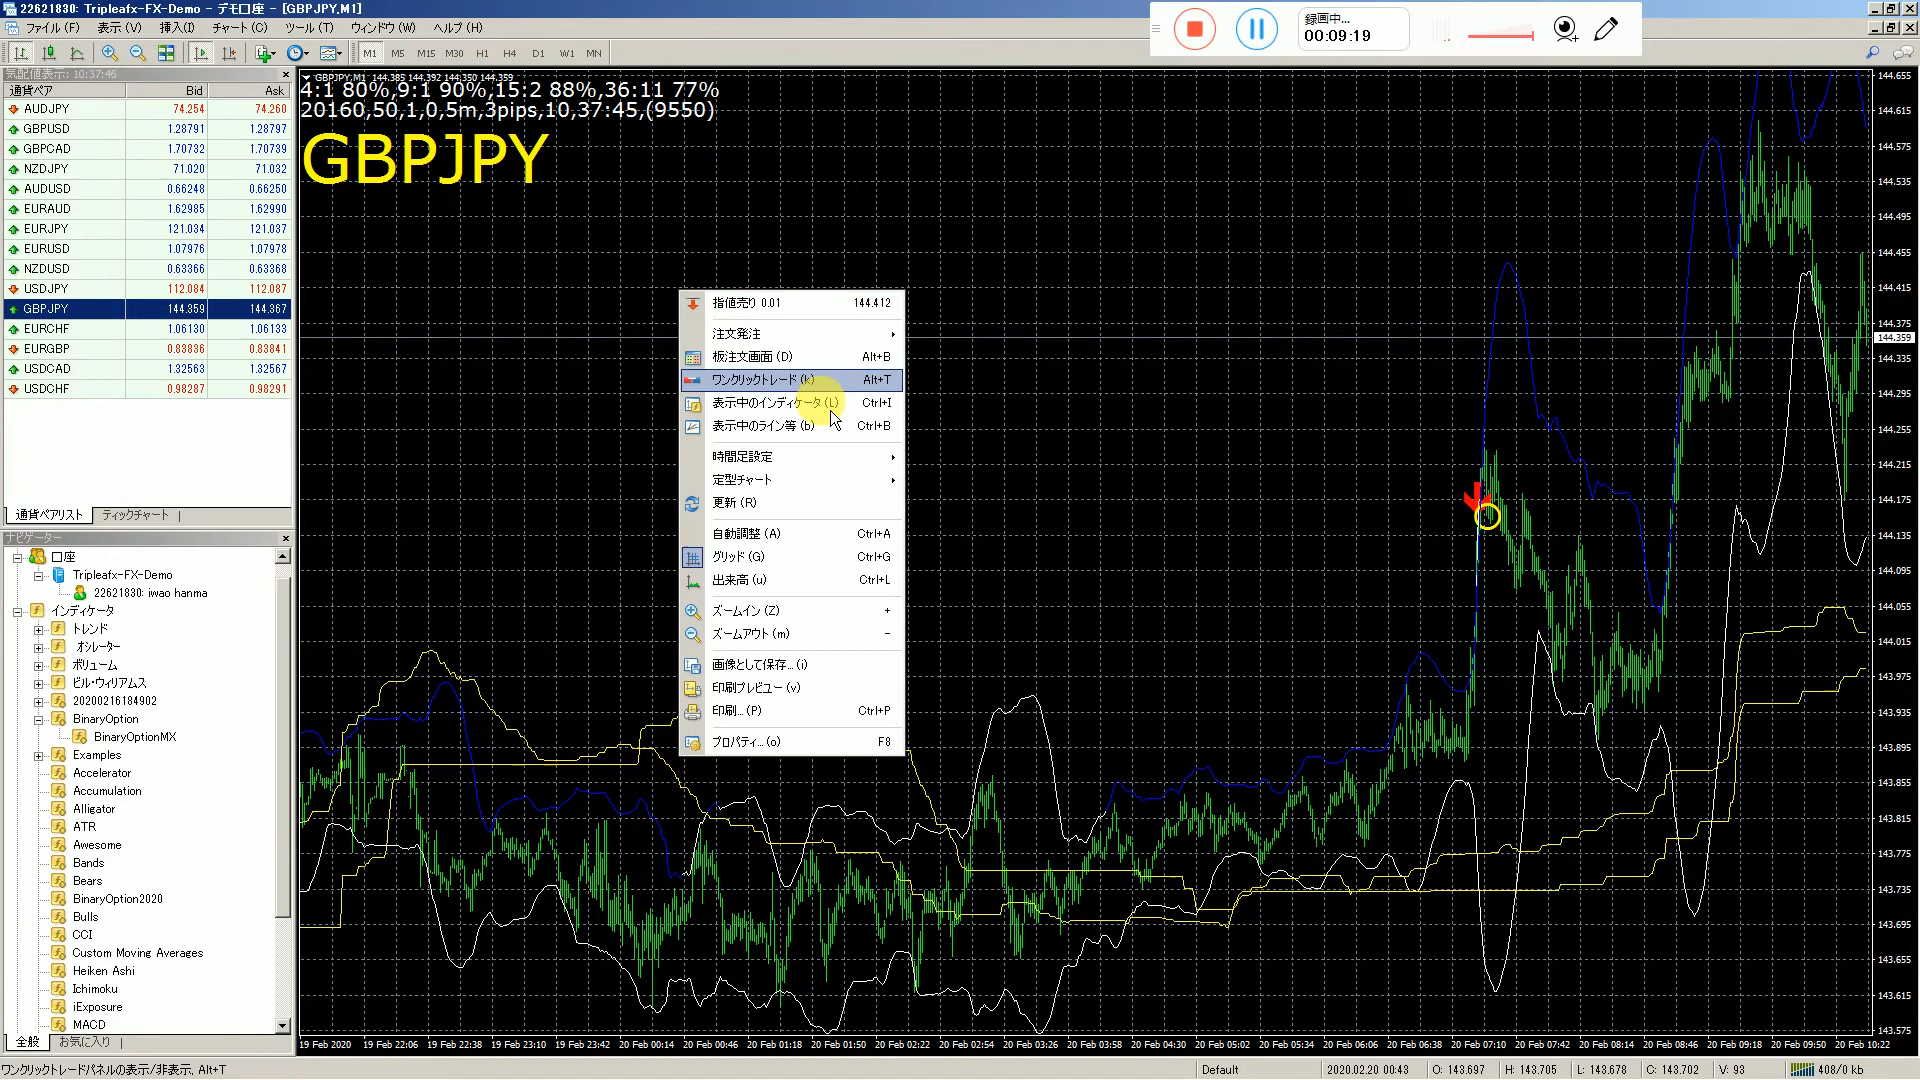 22621830: Tripleafx-FX-Demo - デモ口座 - [GBPJPY,M1]
ファイル (F) 表示 (V) 挿入(I) チャート (C) ツール (T) ウィンドウ (W) ヘルプ (H)
M1 M5 M15 M30 H1 H4 D1 W1 MN
録画中...
00:09:19
気配値表示: 10:37:46
通貨ペア Bid Ask
AUDJPY 74.254 74.260
GBPUSD 1.28791 1.28797
GBPCAD 1.70732 1.70739
NZDJPY 71.020 71.032
AUDUSD 0.66248 0.66250
EURAUD 1.62985 1.62990
EURJPY 121.034 121.037
EURUSD 1.07976 1.07978
NZDUSD 0.63366 0.63368
USDJPY 112.084 112.087
GBPJPY 144.359 144.367
EURCHF 1.06130 1.06133
EURGBP 0.83836 0.83841
USDCAD 1.32563 1.32567
USDCHF 0.98287 0.98291
通貨ペアリスト ティックチャート
ナビゲーター
口座
Tripleafx-FX-Demo
22621830: iwao hanma
インディケータ
トレンド
オシレーター
ボリューム
ビル・ウィリアムス
20200216184902
BinaryOption
BinaryOptionMX
Examples
Accelerator
Accumulation
Alligator
ATR
Awesome
Bands
Bears
BinaryOption2020
Bulls
CCI
Custom Moving Averages
Heiken Ashi
Ichimoku
iExposure
MACD
全般 お気に入り
GBPJPY,M1 144.385 144.392 144.350 144.359
4:1 80%,9:1 90%,15:2 88%,36:11 77%
20160,50,1,0,5m,3pips,10,37:45,(9550)
GBPJPY
指値売り 0.01 144.412
注文発注
板注文画面 (D) Alt+B
ワンクリックトレード (k) Alt+T
表示中のインディケータ (L) Ctrl+I
表示中のライン等 (b) Ctrl+B
時間足設定
定型チャート
更新 (R)
自動調整 (A) Ctrl+A
グリッド (G) Ctrl+G
出来高 (u) Ctrl+L
ズームイン (Z) +
ズームアウト (m) -
画像として保存... (i)
印刷プレビュー (v)
印刷... (P) Ctrl+P
プロパティ... (o) F8
144.655
144.615
144.575
144.535
144.495
144.455
144.415
144.359
144.335
144.295
144.255
144.215
144.175
144.135
144.095
144.055
144.015
143.975
143.935
143.895
143.855
143.815
143.775
143.735
143.695
143.655
143.615
143.575
19 Feb 2020 19 Feb 22:06 19 Feb 22:38 19 Feb 23:10 19 Feb 23:42 20 Feb 00:14 20 Feb 00:46 20 Feb 01:18 20 Feb 01:50 20 Feb 02:22 20 Feb 02:54 20 Feb 03:26 20 Feb 03:58 20 Feb 04:30 20 Feb 05:02 20 Feb 05:34 20 Feb 06:06 20 Feb 06:38 20 Feb 07:10 20 Feb 07:42 20 Feb 08:14 20 Feb 08:46 20 Feb 09:18 20 Feb 09:50 20 Feb 10:22
ワンクリックトレードパネルの表示/非表示, Alt+T Default 2020.02.20 00:43 O: 143.697 H: 143.705 L: 143.678 C: 143.702 V: 93 408/0 kb